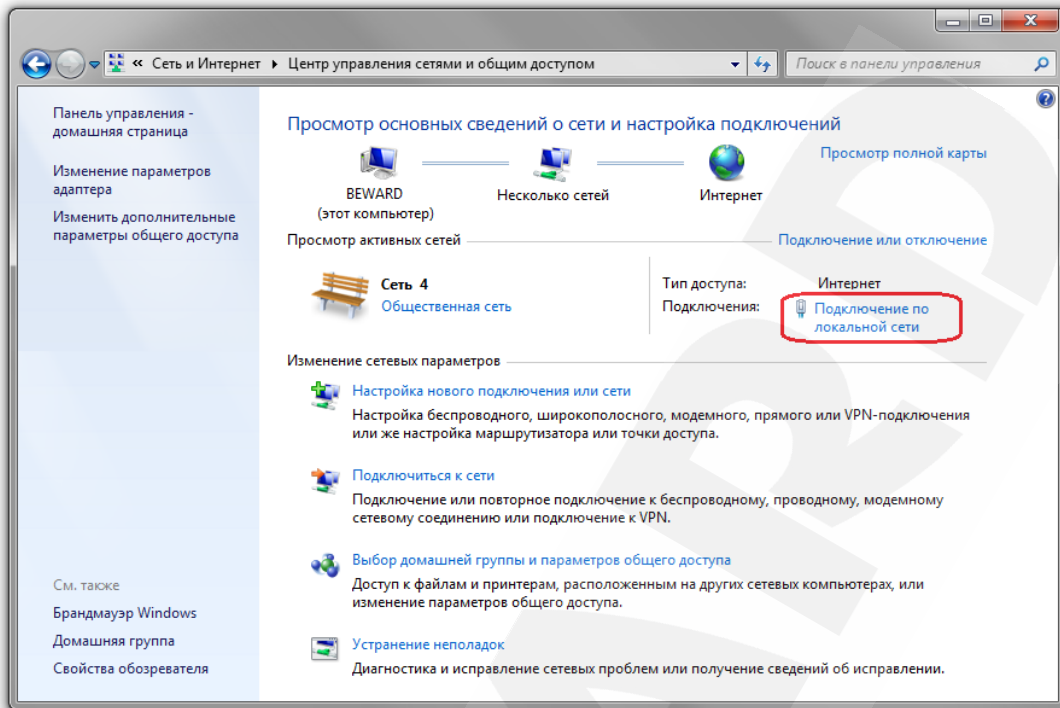 « Сеть и Интернет Центр управления сетями и общим доступом Поиск в панели управления
Панель управления -
домашняя страница
Изменение параметров
адаптера
Изменить дополнительные
параметры общего доступа
См. также
Брандмауэр Windows
Домашняя группа
Свойства обозревателя
Просмотр основных сведений о сети и настройка подключений
Просмотр полной карты
BEWARD
(этот компьютер)
Несколько сетей
Интернет
Просмотр активных сетей
Подключение или отключение
Сеть 4
Общественная сеть
Тип доступа: Интернет
Подключения: Подключение по
локальной сети
Изменение сетевых параметров
Настройка нового подключения или сети
Настройка беспроводного, широкополосного, модемного, прямого или VPN-подключения
или же настройка маршрутизатора или точки доступа.
Подключиться к сети
Подключение или повторное подключение к беспроводному, проводному, модемному
сетевому соединению или подключение к VPN.
Выбор домашней группы и параметров общего доступа
Доступ к файлам и принтерам, расположенным на других сетевых компьютерах, или
изменение параметров общего доступа.
Устранение неполадок
Диагностика и исправление сетевых проблем или получение сведений об исправлении.